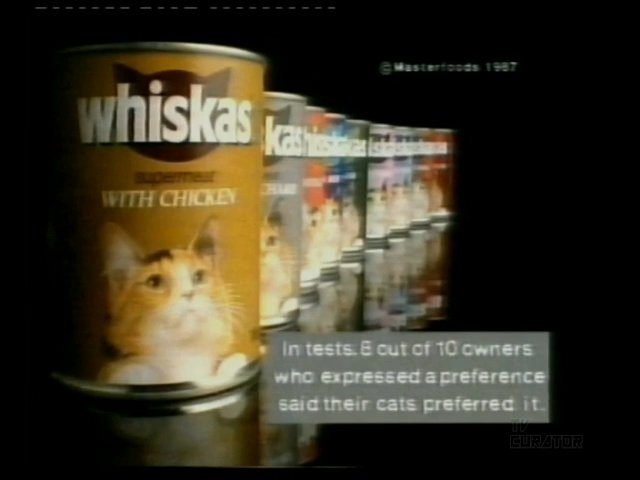 © Masterfoods 1987
whiskas
supermeat
WITH CHICKEN
kas
In tests. 8 out of 10 owners
who expressed a preference
said their cats preferred it.
TV
CURATOR